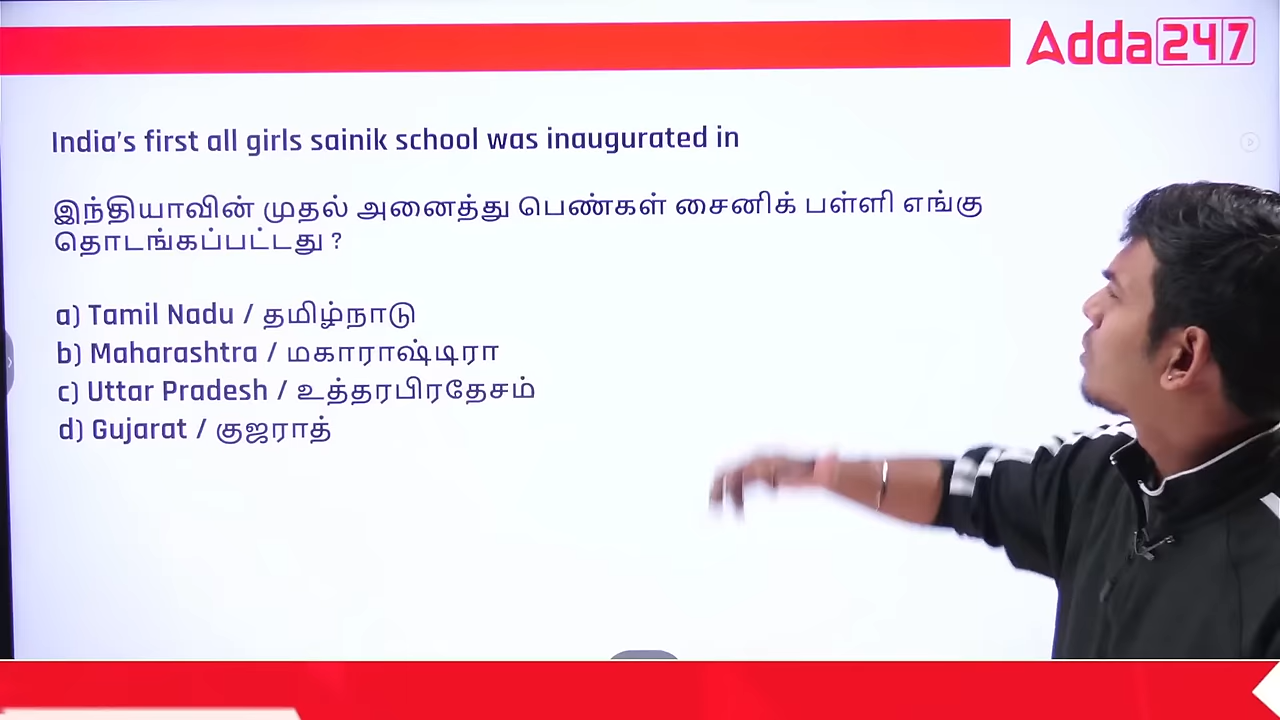 Adda247
India's first all girls sainik school was inaugurated in
இந்தியாவின் முதல் அனைத்து பெண்கள் சைனிக் பள்ளி எங்கு
தொடங்கப்பட்டது ?
a) Tamil Nadu / தமிழ்நாடு
b) Maharashtra / மகாராஷ்டிரா
c) Uttar Pradesh / உத்தரபிரதேசம்
d) Gujarat / குஜராத்